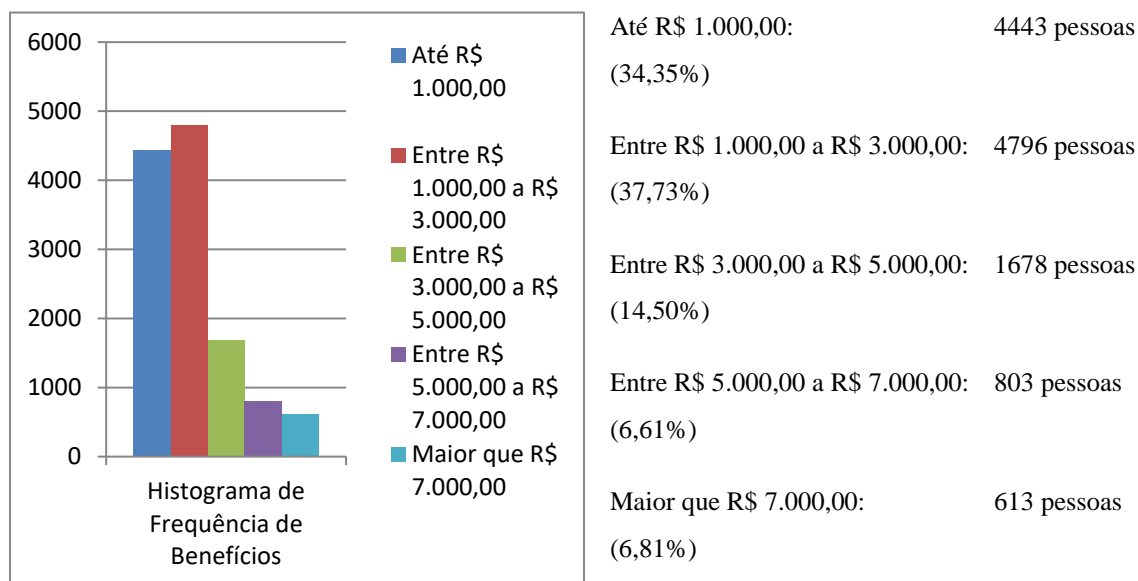 6000
5000
4000
3000
2000
1000
0
Histograma de
Frequência de
Benefícios
Até R$
1.000,00
Entre R$
1.000,00 a R$
3.000,00
Entre R$
3.000,00 a R$
5.000,00
Entre R$
5.000,00 a R$
7.000,00
Maior que R$
7.000,00
Até R$ 1.000,00: 4443 pessoas
(34,35%)
Entre R$ 1.000,00 a R$ 3.000,00: 4796 pessoas
(37,73%)
Entre R$ 3.000,00 a R$ 5.000,00: 1678 pessoas
(14,50%)
Entre R$ 5.000,00 a R$ 7.000,00: 803 pessoas
(6,61%)
Maior que R$ 7.000,00: 613 pessoas
(6,81%)